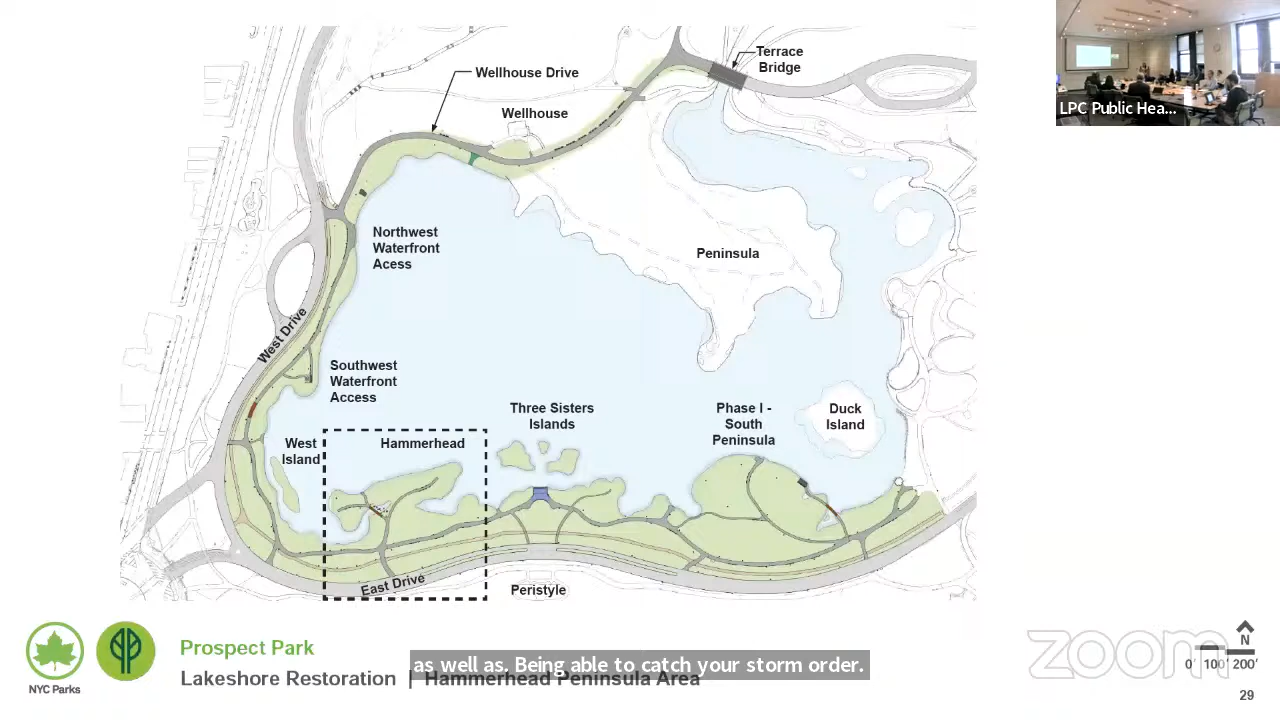 Terrace
Bridge
Wellhouse Drive
Wellhouse
Northwest
Waterfront
Acess
Peninsula
West Drive
Southwest
Waterfront
Access
Three Sisters
Islands
Phase I -
South
Peninsula
Duck
Island
West
Island
Hammerhead
East Drive
Peristyle
LPC Public Hea...
NYC Parks
Prospect Park
Lakeshore Restoration | Hammerhead Peninsula Area
as well as. Being able to catch your storm order.
zoom
N
0' 100' 200'
29